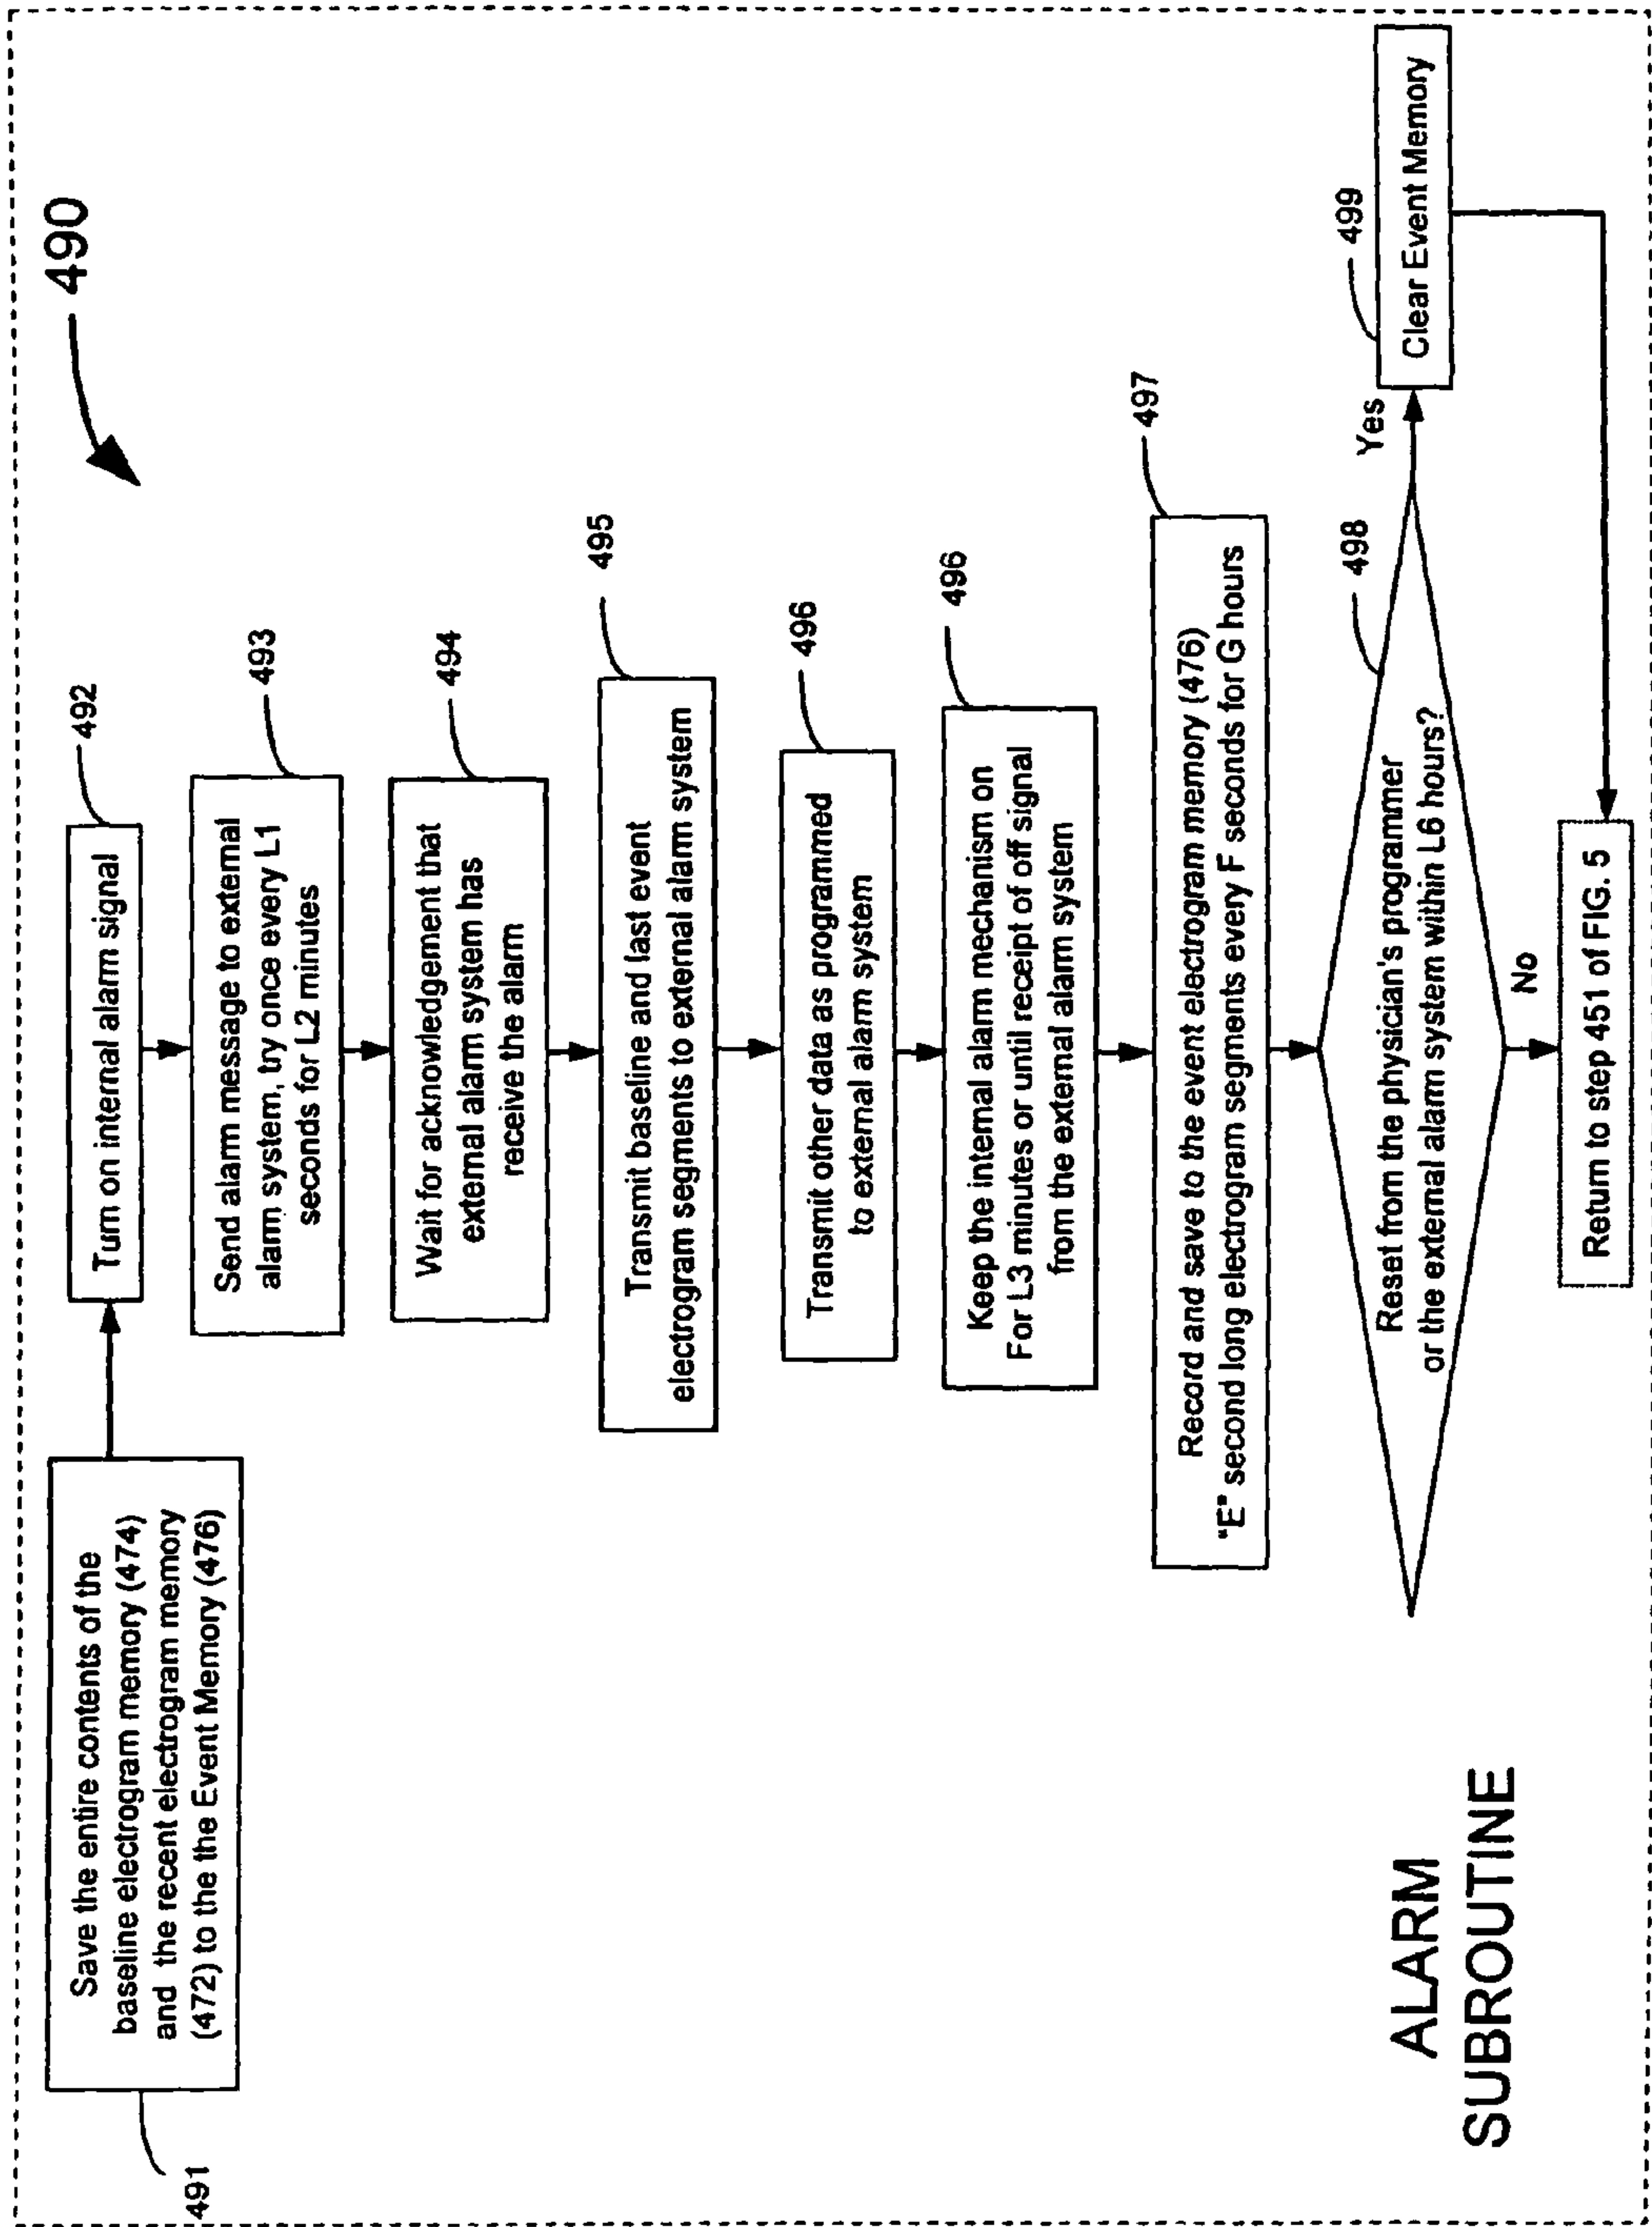 490
Save the entire contents of the
baseline electrogram memory (474)
and the recent electrogram memory
(472) to the the Event Memory (476)
491
Turn on internal alarm signal
492
Send alarm message to external
alarm system, try once every L1
seconds for L2 minutes
493
Wait for acknowledgement that
external alarm system has
receive the alarm
494
Transmit baseline and last event
electrogram segments to external alarm system
495
Transmit other data as programmed
to external alarm system
496
Keep the internal alarm mechanism on
For L3 minutes or until receipt of off signal
from the external alarm system
496
Record and save to the event electrogram memory (476)
"E" second long electrogram segments every F seconds for G hours
497
Reset from the physician's programmer
or the external alarm system within L6 hours?
498
Yes
Clear Event Memory
499
No
Return to step 451 of FIG. 5
ALARM
SUBROUTINE